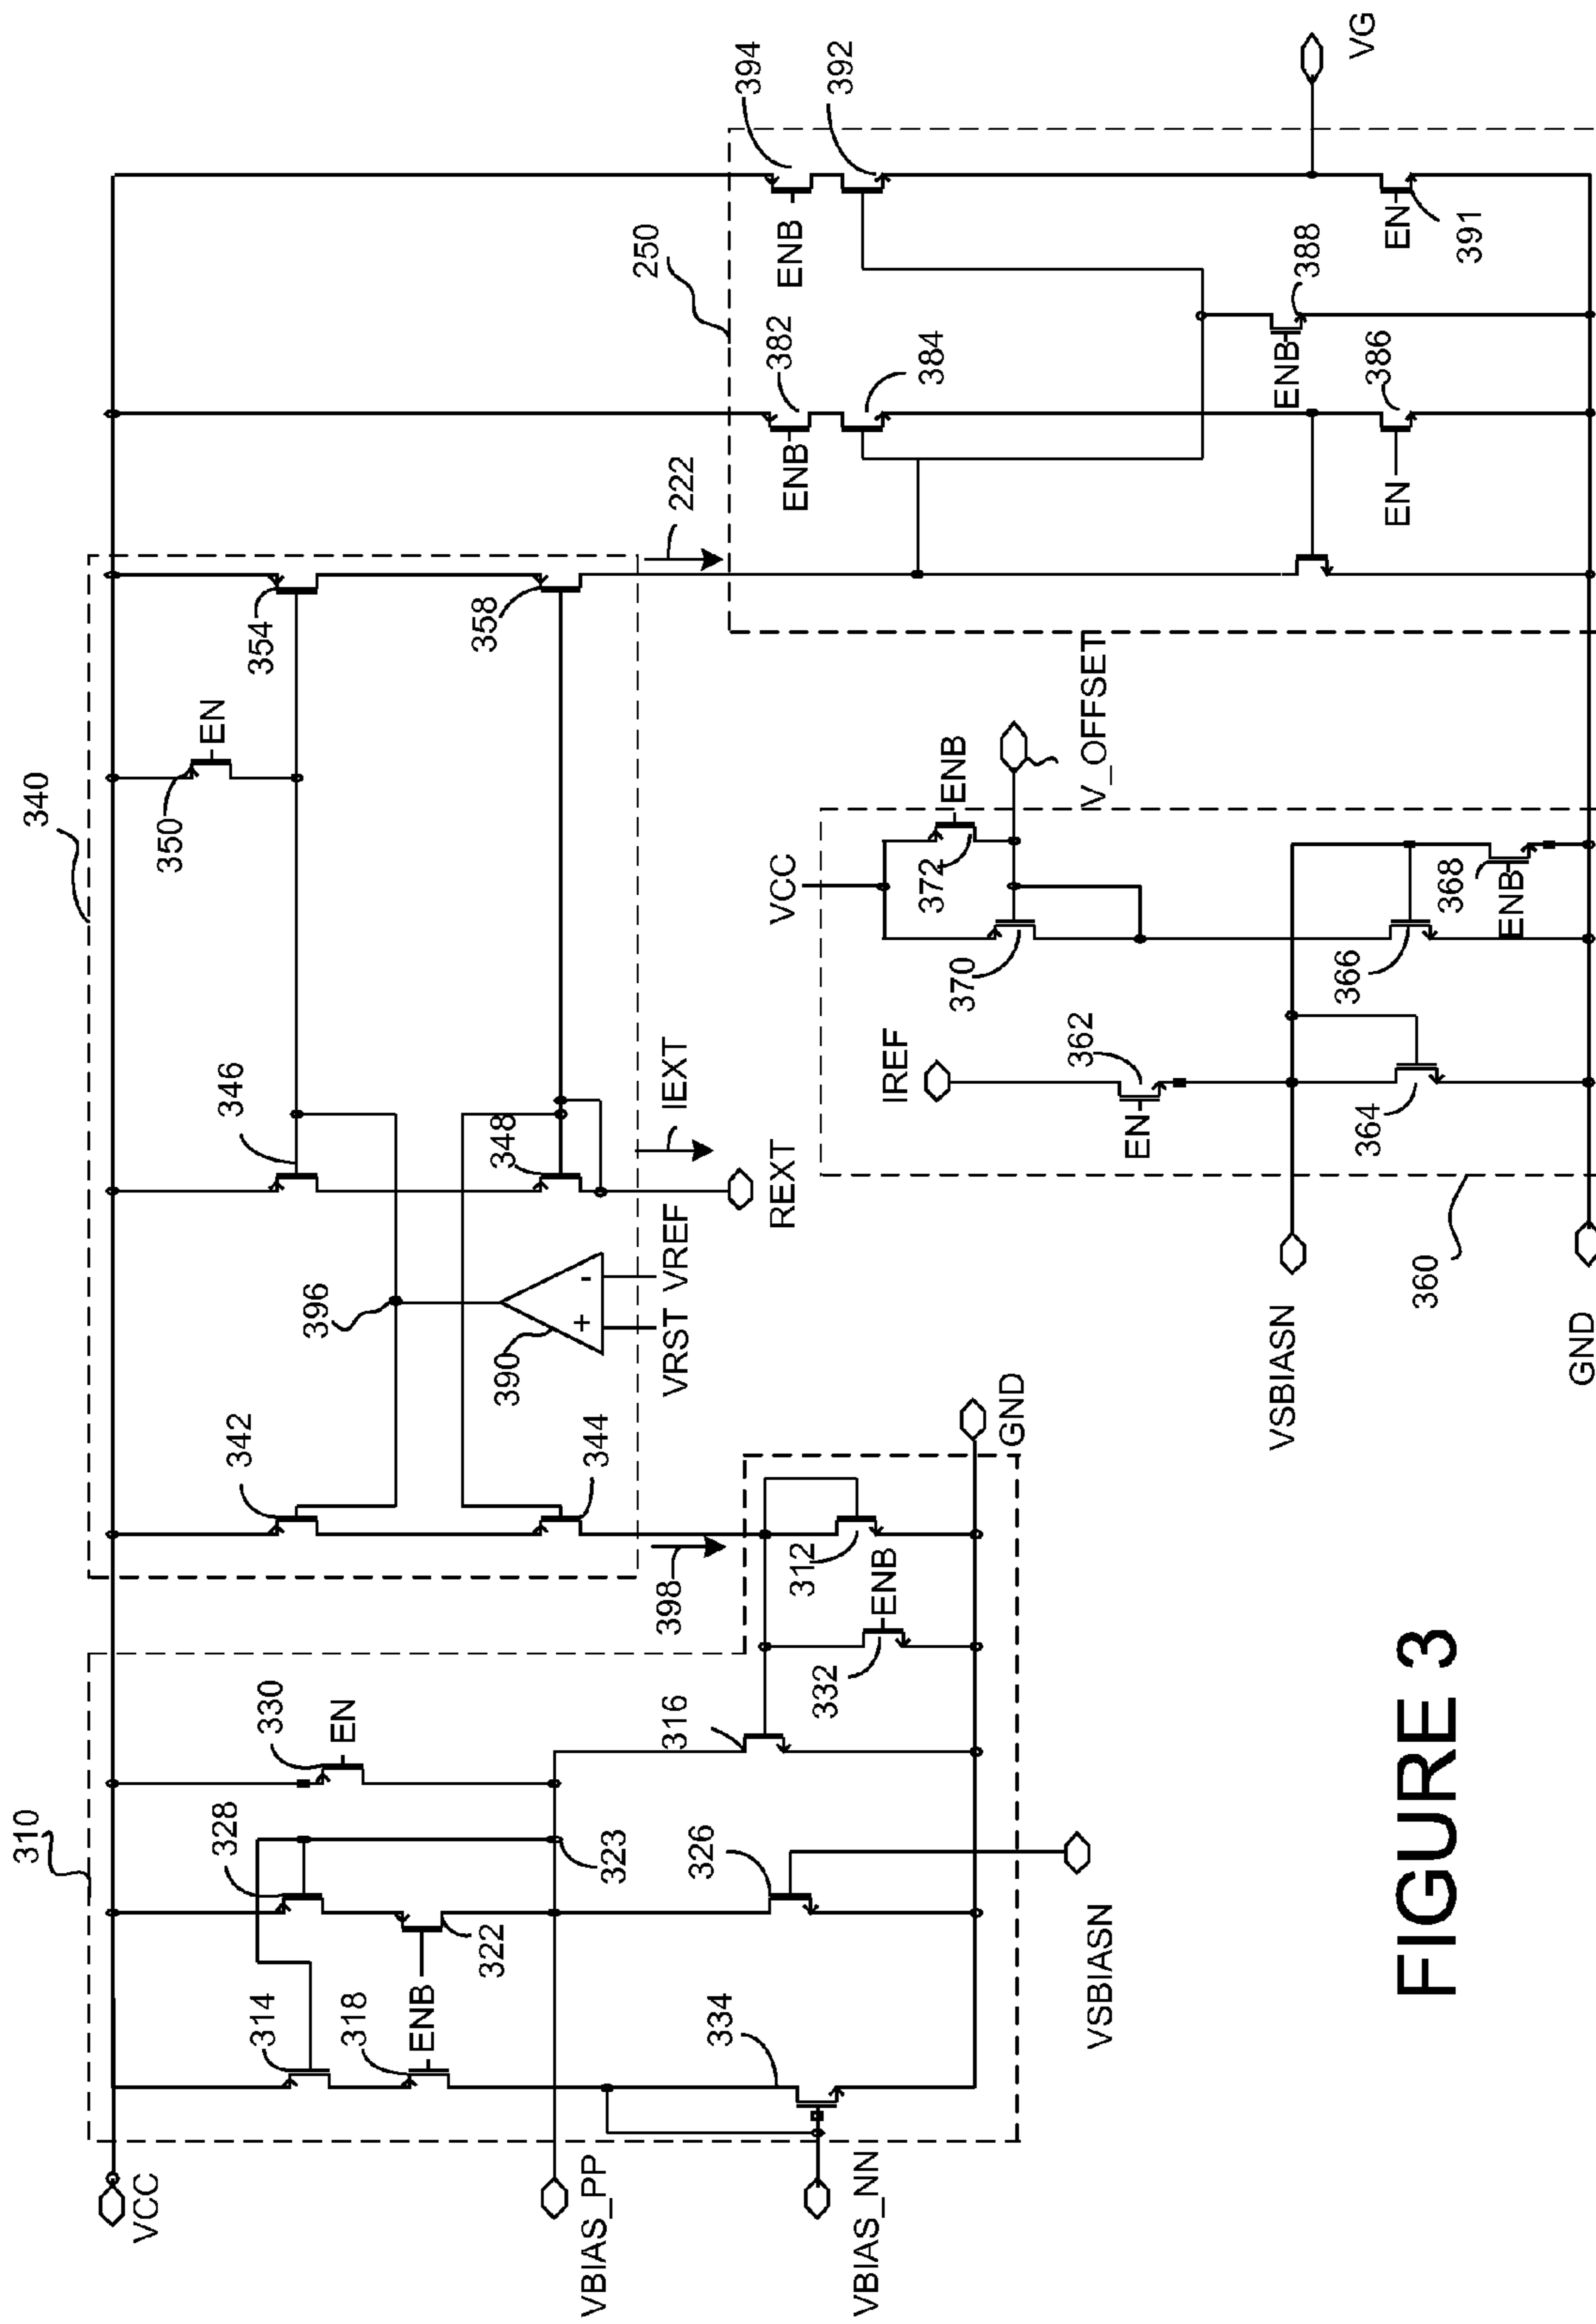 310
340
VCC
314
318
ENB
328
322
323
330
EN
316
326
334
VBIAS_PP
VBIAS_NN
VSBIASN
332
ENB
312
398
GND
342
344
396
390
+
-
VRST
VREF
346
348
IEXT
REXT
350
EN
354
358
222
250
382
ENB
384
394
ENB
392
VG
EN
386
ENB
388
EN
391
VCC
372
ENB
370
V_OFFSET
IREF
362
EN
364
366
368
ENB
VSBIASN
360
GND
FIGURE 3